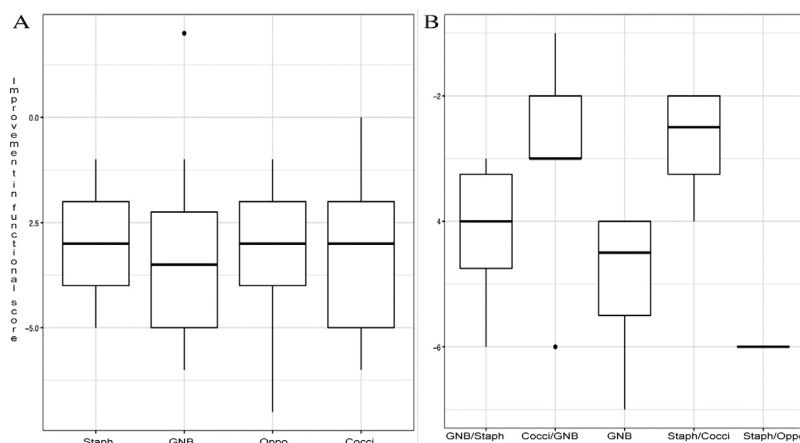 A
B
Improvement in functional score
0.0
2.5
-5.0
Staph
GNB
Oppo
Cocci
-2
4
-6
GNB/Staph
Cocci/GNB
GNB
Staph/Cocci
Staph/Oppo